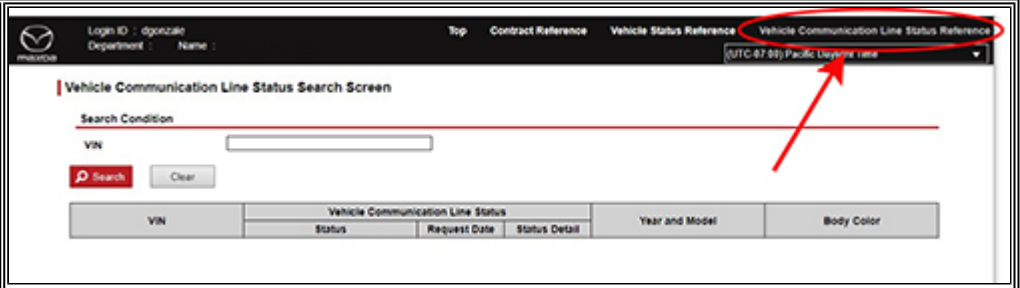 Login ID : dgonzale
Top Contract Reference Vehicle Status Reference Vehicle Communication Line Status Reference
Department : Name :
mazda
(UTC-07:00) Pacific Daylight Time
Vehicle Communication Line Status Search Screen
Search Condition
VIN
Search Clear
VIN Vehicle Communication Line Status Year and Model Body Color
Status Request Date Status Detail